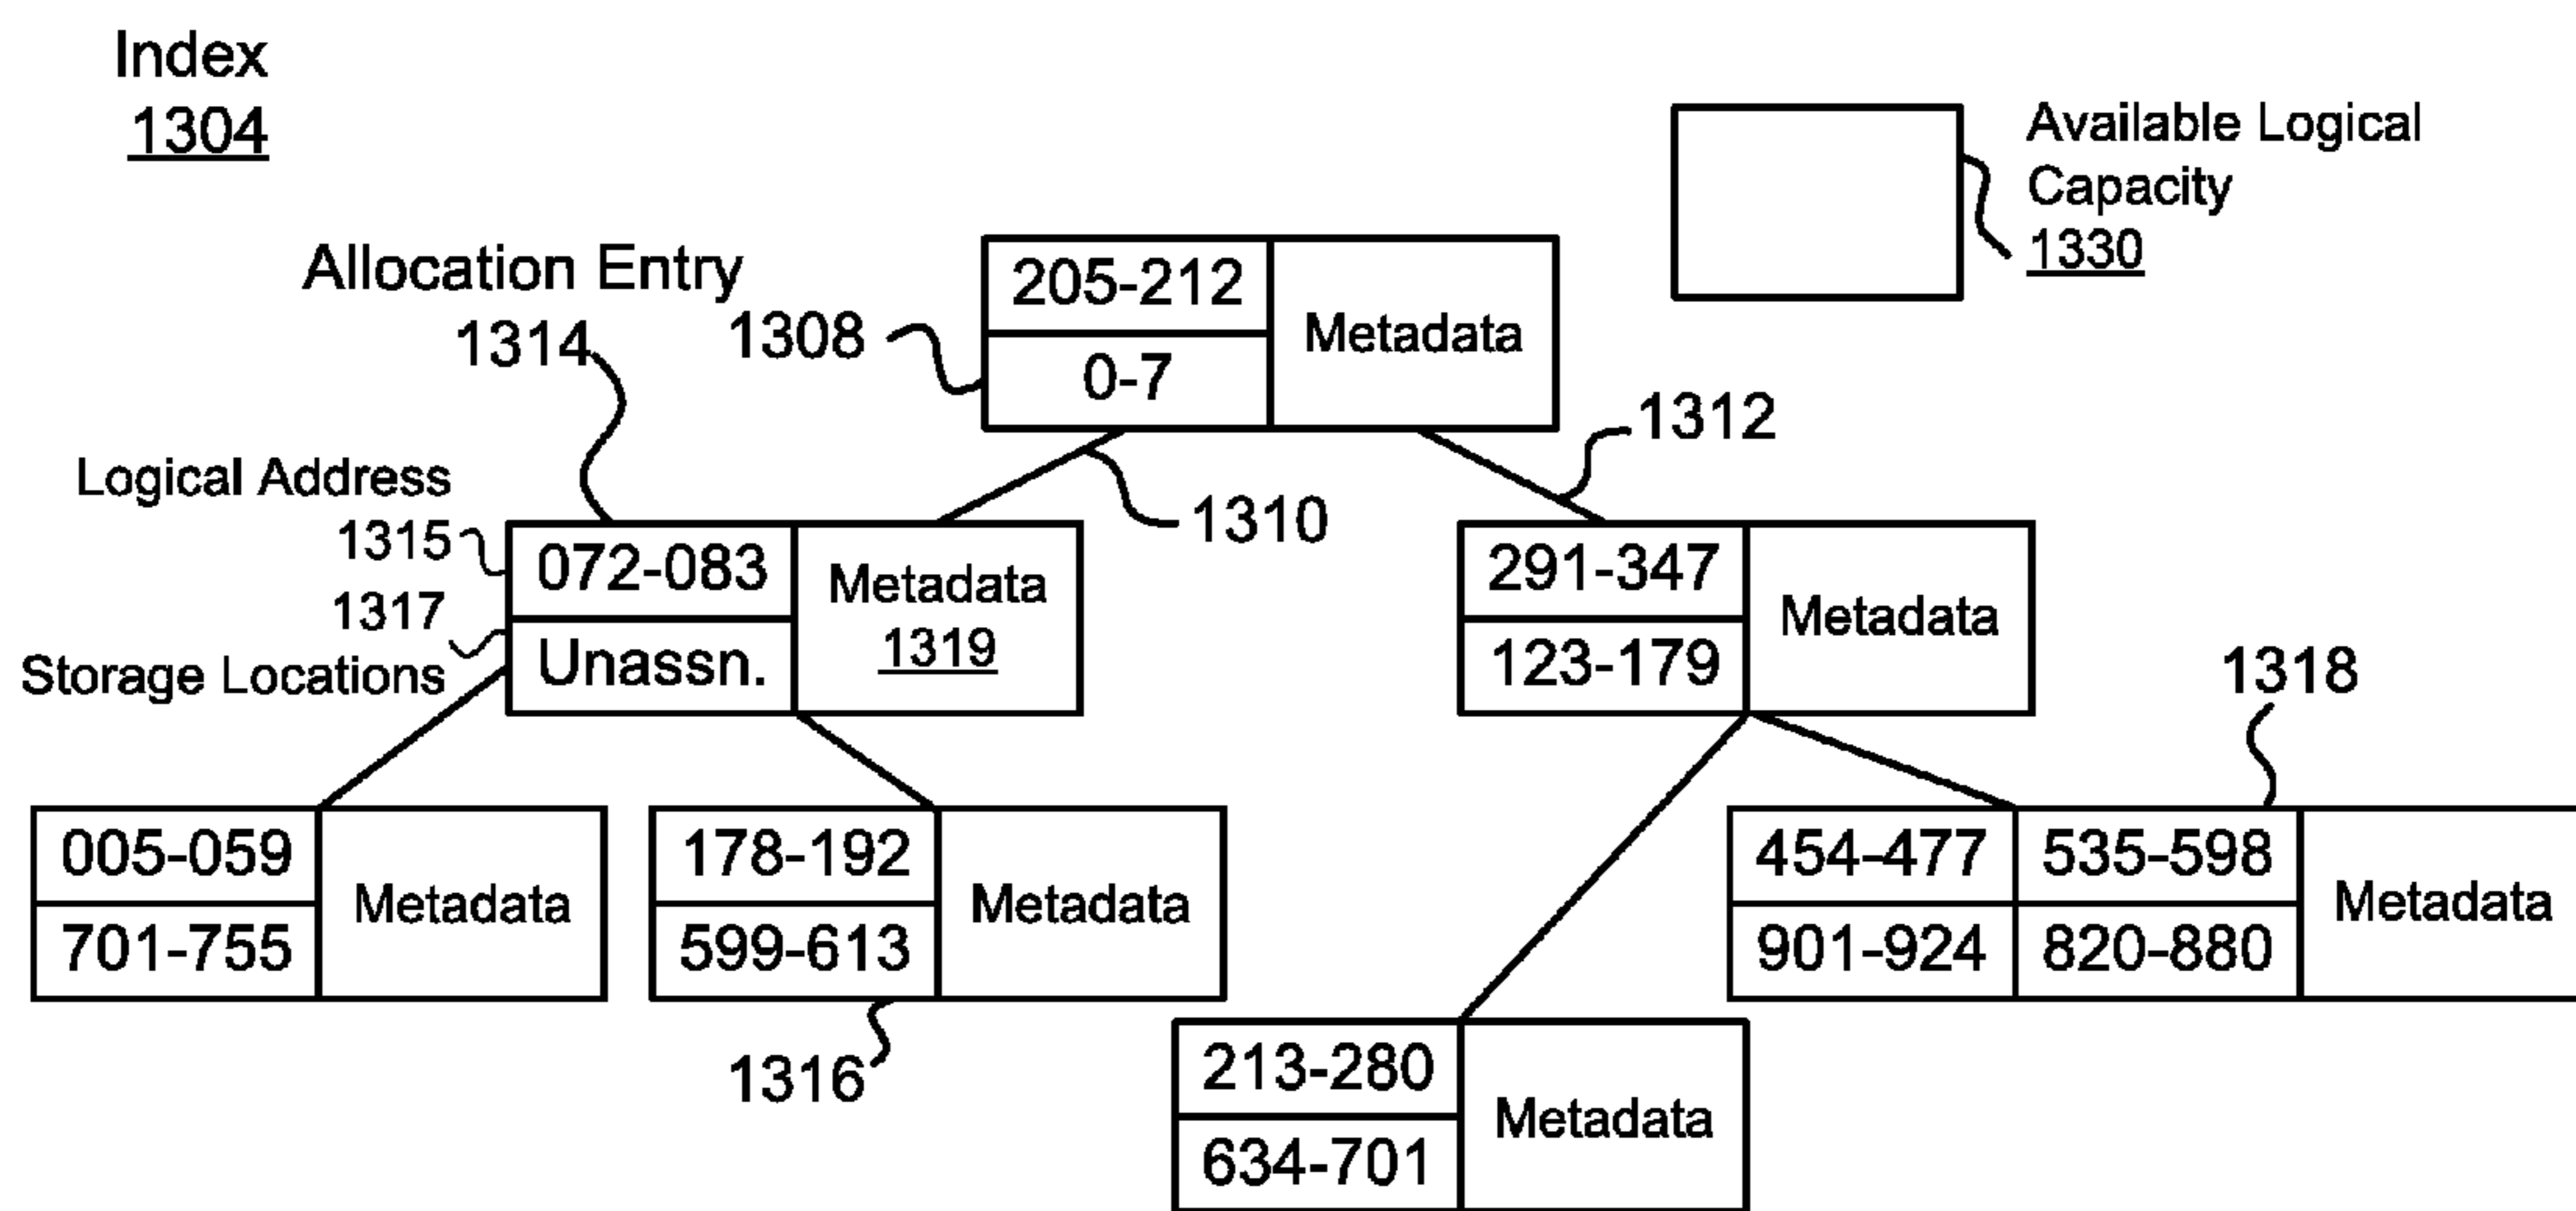 Index
1304
Available Logical
Capacity
1330
Allocation Entry
1314
1308
205-212
0-7
Metadata
1312
1310
Logical Address
1315
1317
Storage Locations
072-083
Unassn.
Metadata
1319
291-347
123-179
Metadata
1318
005-059
701-755
Metadata
178-192
599-613
Metadata
1316
454-477
901-924
535-598
820-880
Metadata
213-280
634-701
Metadata